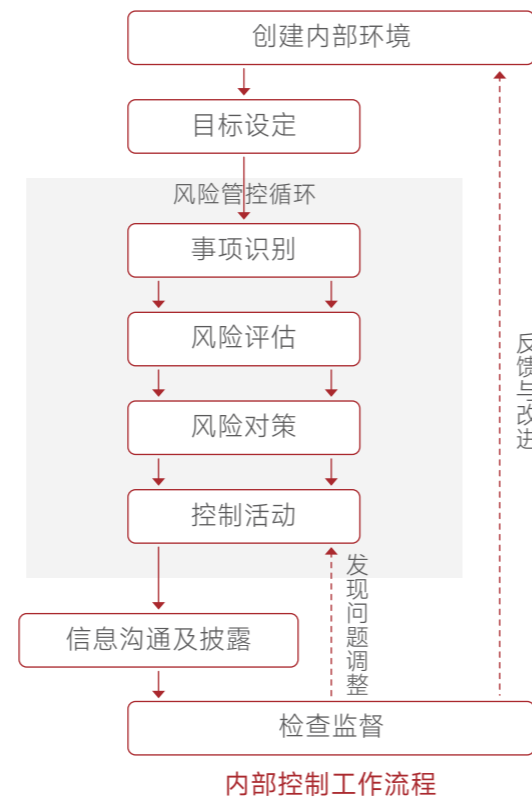 创建内部环境
目标设定
风险管控循环
事项识别
风险评估
风险对策
控制活动
反馈与改进
发现问题调整
信息沟通及披露
检查监督
内部控制工作流程